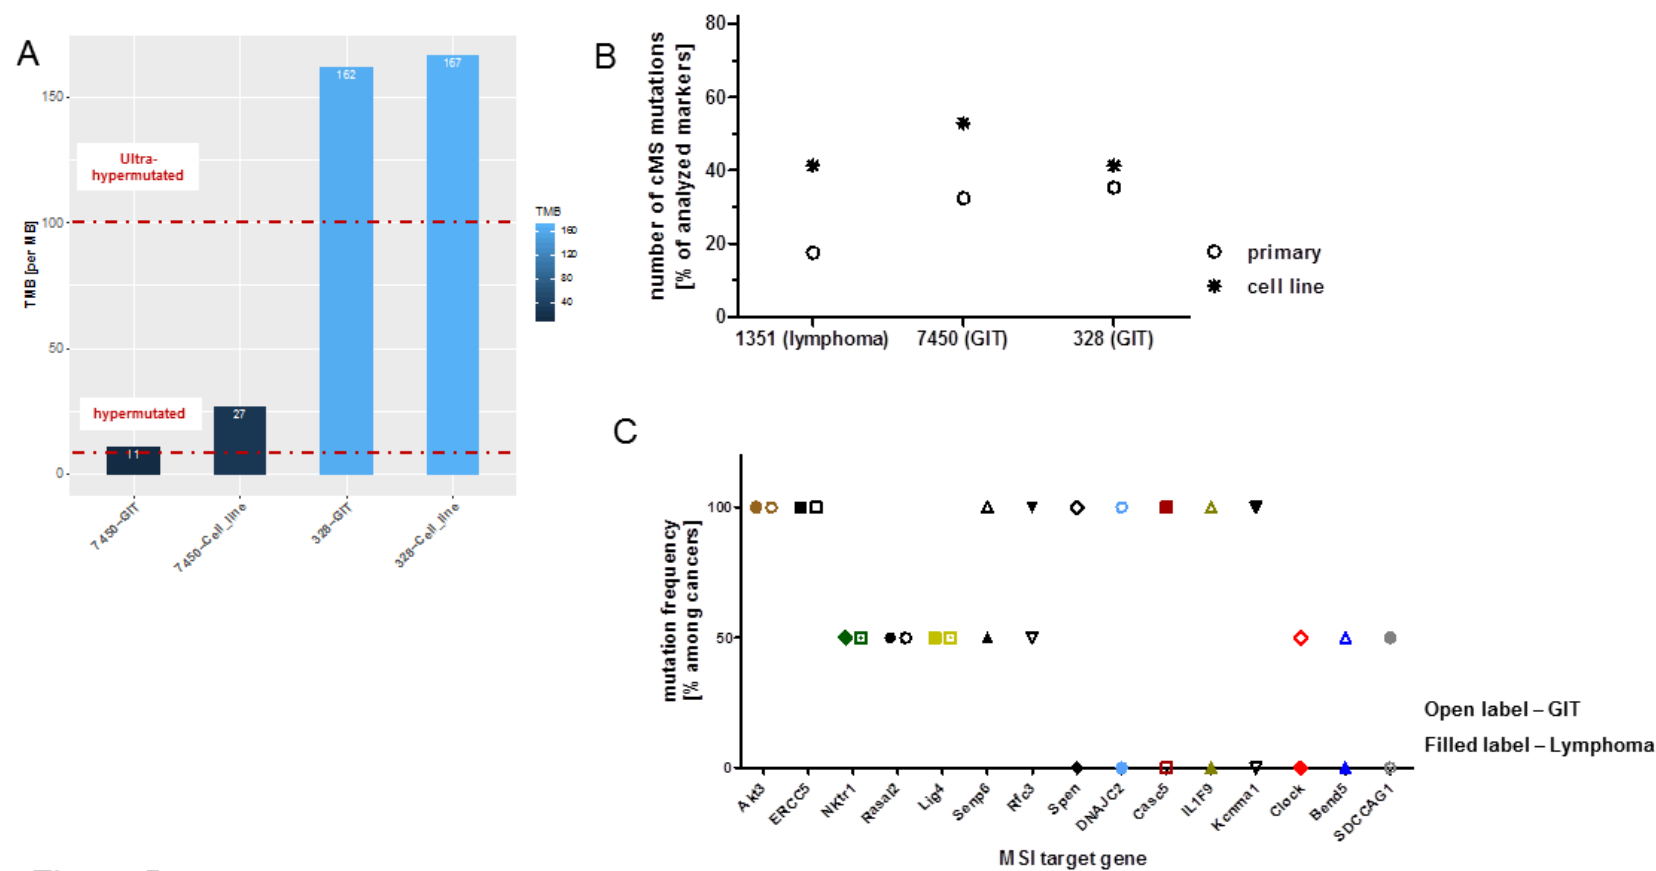 A
150
100
50
0
TMB [per MB]
Ultra-
hypermutated
hypermutated
11
27
162
167
7450-GIT
7450-Cell_line
328-GIT
328-Cell_line
TMB
160
120
80
40
B
number of cMS mutations
[% of analyzed markers]
80
60
40
20
0
1351 (lymphoma)
7450 (GIT)
328 (GIT)
primary
cell line
C
mutation frequency
[% among cancers]
100
50
0
Akt3
ERCC5
NKtr1
Rasal2
Lig4
Senp6
Rfc3
Spen
DNAJC2
Casc5
IL1F9
Kcnma1
Clock
Bend5
SDCCAG1
MSI target gene
Open label – GIT
Filled label – Lymphoma